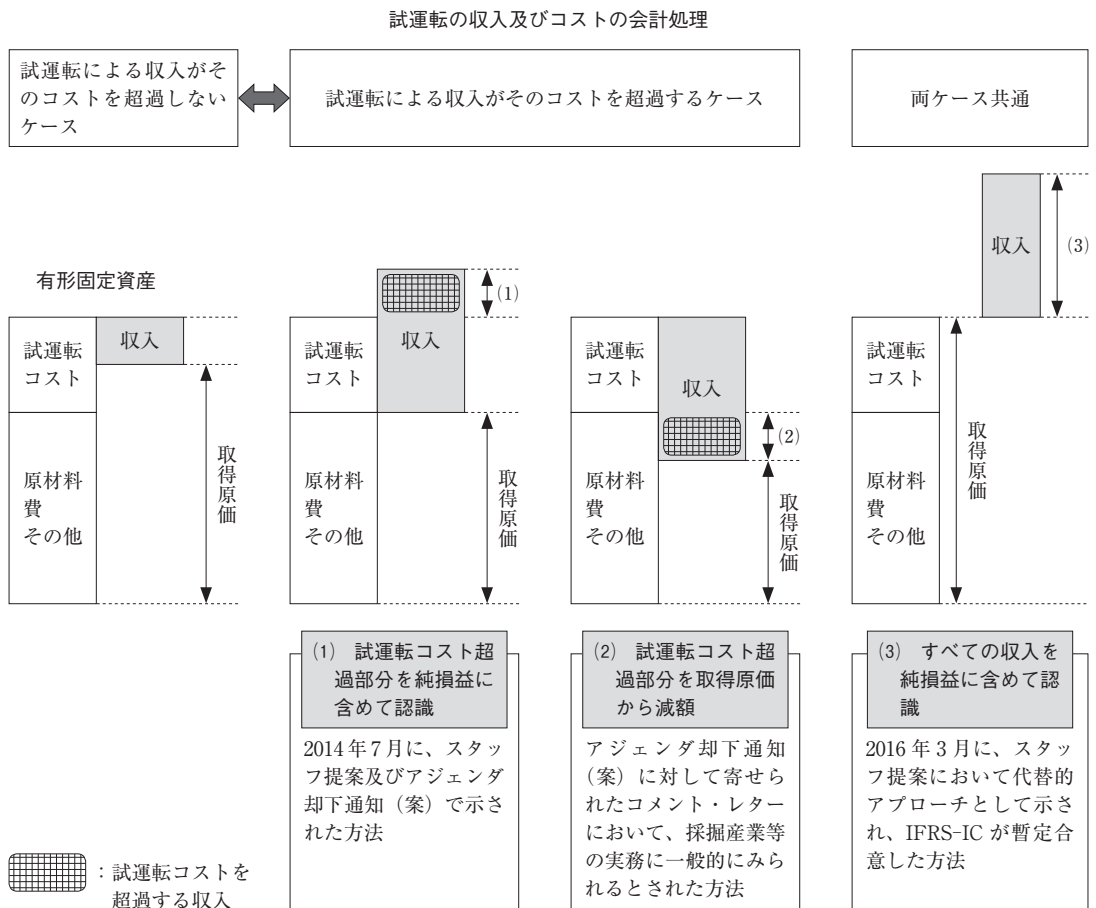 試運転の収入及びコストの会計処理
試運転による収入がそ
のコストを超過しない
ケース
試運転による収入がそのコストを超過するケース
両ケース共通
有形固定資産
収入
試運転
コスト
原材料
費
その他
取得原価
(1)
収入
試運転
コスト
原材料
費
その他
取得原価
試運転
コスト
収入
(2)
原材料
費
その他
取得原価
収入
(3)
試運転
コスト
原材料
費
その他
取得原価
(1) 試運転コスト超
過部分を純損益に
含めて認識
2014年7月に、スタッ
フ提案及びアジェンダ
却下通知（案）で示さ
れた方法
(2) 試運転コスト超
過部分を取得原価
から減額
アジェンダ却下通知
（案）に対して寄せら
れたコメント・レター
において、採掘産業等
の実務に一般的にみら
れるとされた方法
(3) すべての収入を
純損益に含めて認
識
2016年3月に、スタッ
フ提案において代替的
アプローチとして示さ
れ、IFRS-ICが暫定合
意した方法
：試運転コストを
超過する収入